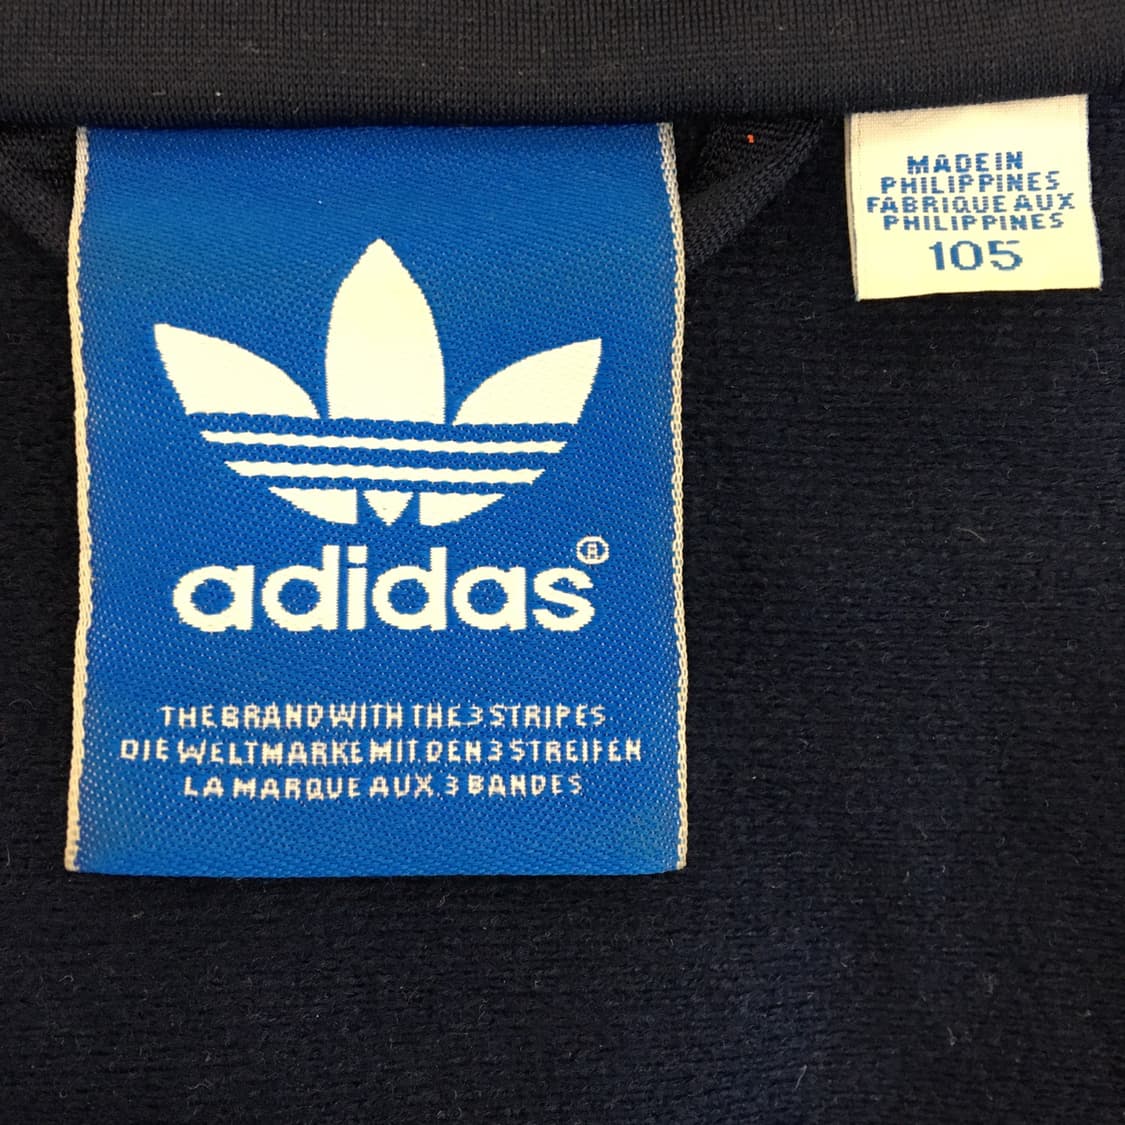 adidas®
THE BRAND WITH THE 3 STRIPES
DIE WELTMARKE MIT DEN 3 STREIFEN
LA MARQUE AUX 3 BANDES
MADE IN
PHILIPPINES
FABRIQUE AUX
PHILIPPINES
105